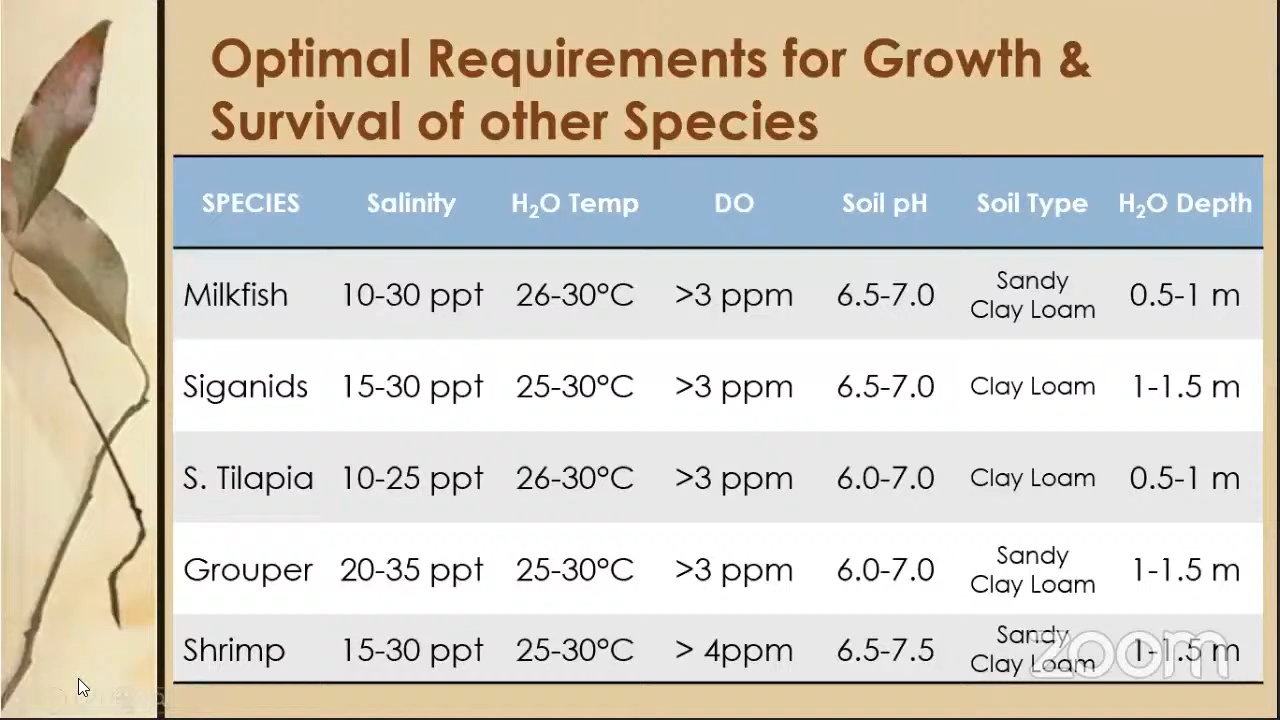 Optimal Requirements for Growth &
Survival of other Species
SPECIES Salinity H₂O Temp DO Soil pH Soil Type H₂O Depth
Milkfish 10-30 ppt 26-30°C >3 ppm 6.5-7.0 Sandy Clay Loam 0.5-1 m
Siganids 15-30 ppt 25-30°C >3 ppm 6.5-7.0 Clay Loam 1-1.5 m
S. Tilapia 10-25 ppt 26-30°C >3 ppm 6.0-7.0 Clay Loam 0.5-1 m
Grouper 20-35 ppt 25-30°C >3 ppm 6.0-7.0 Sandy Clay Loam 1-1.5 m
Shrimp 15-30 ppt 25-30°C > 4ppm 6.5-7.5 Sandy Clay Loam 1-1.5 m
zoom